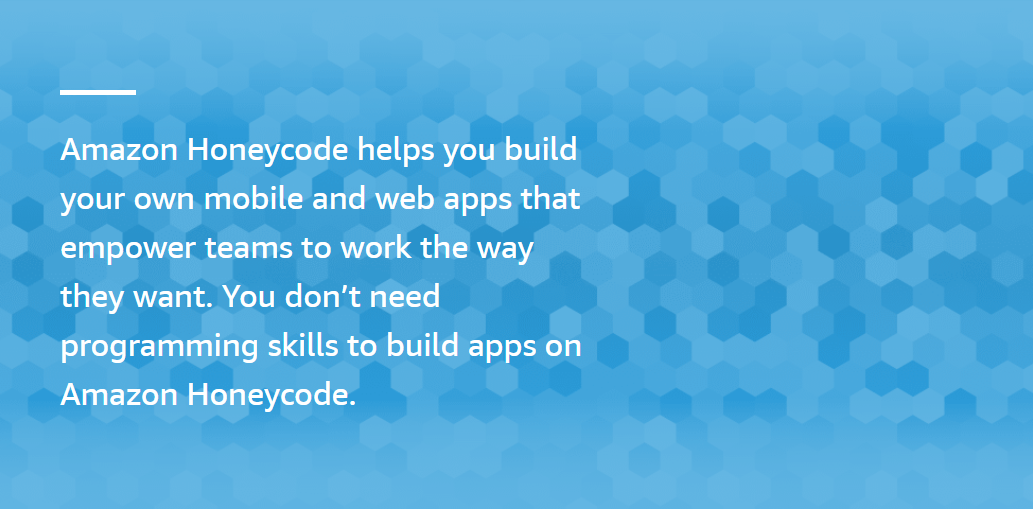 Amazon Honeycode helps you build
your own mobile and web apps that
empower teams to work the way
they want. You don’t need
programming skills to build apps on
Amazon Honeycode.